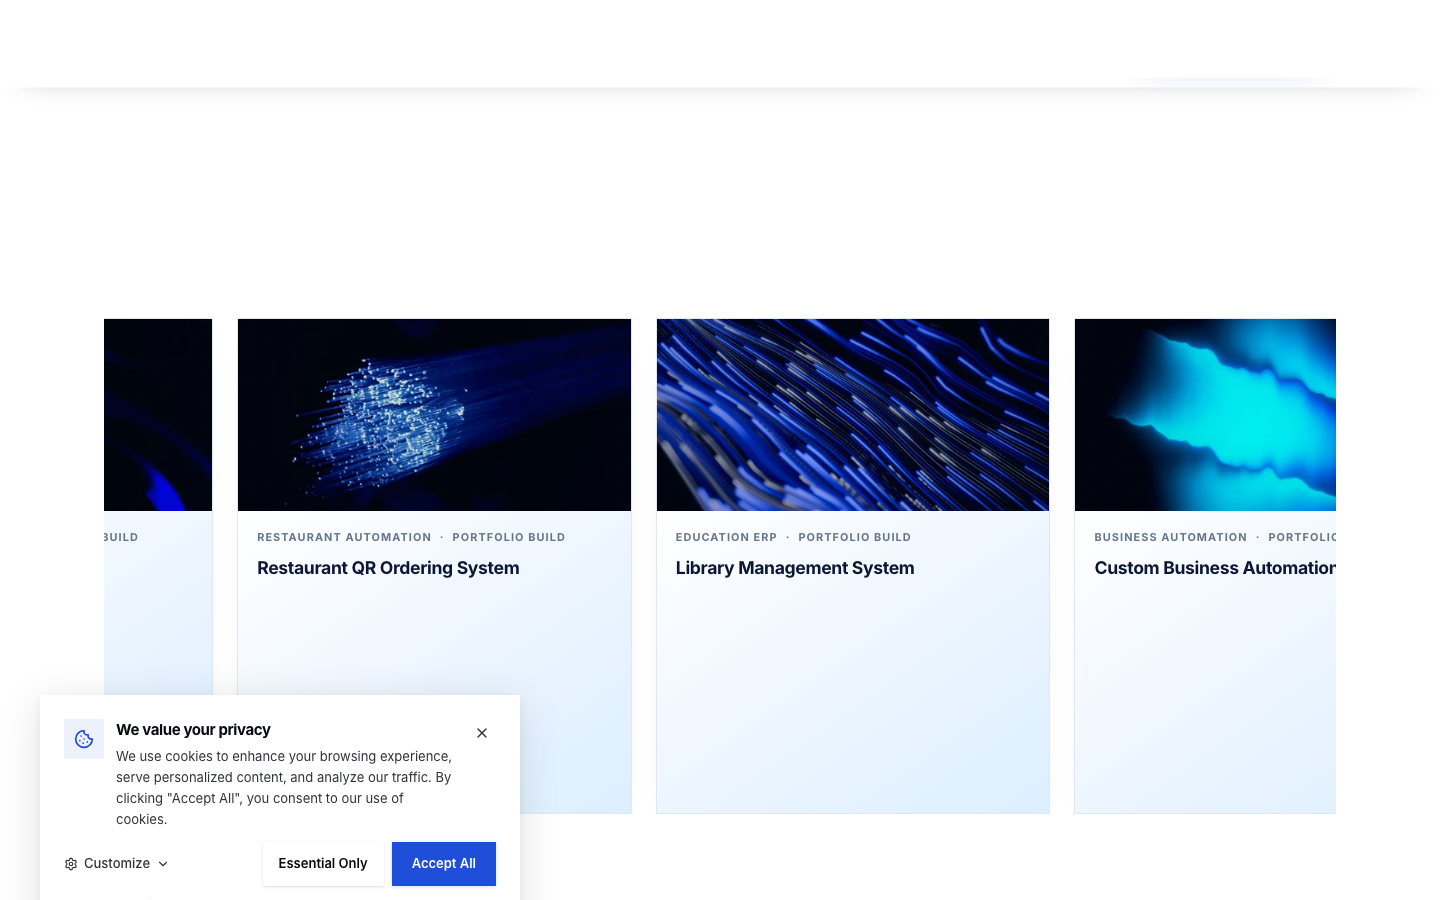 BUILD
RESTAURANT AUTOMATION · PORTFOLIO BUILD
Restaurant QR Ordering System
EDUCATION ERP · PORTFOLIO BUILD
Library Management System
BUSINESS AUTOMATION · PORTFOLIO
Custom Business Automation
We value your privacy
We use cookies to enhance your browsing experience,
serve personalized content, and analyze our traffic. By
clicking "Accept All", you consent to our use of
cookies.
Customize
Essential Only
Accept All